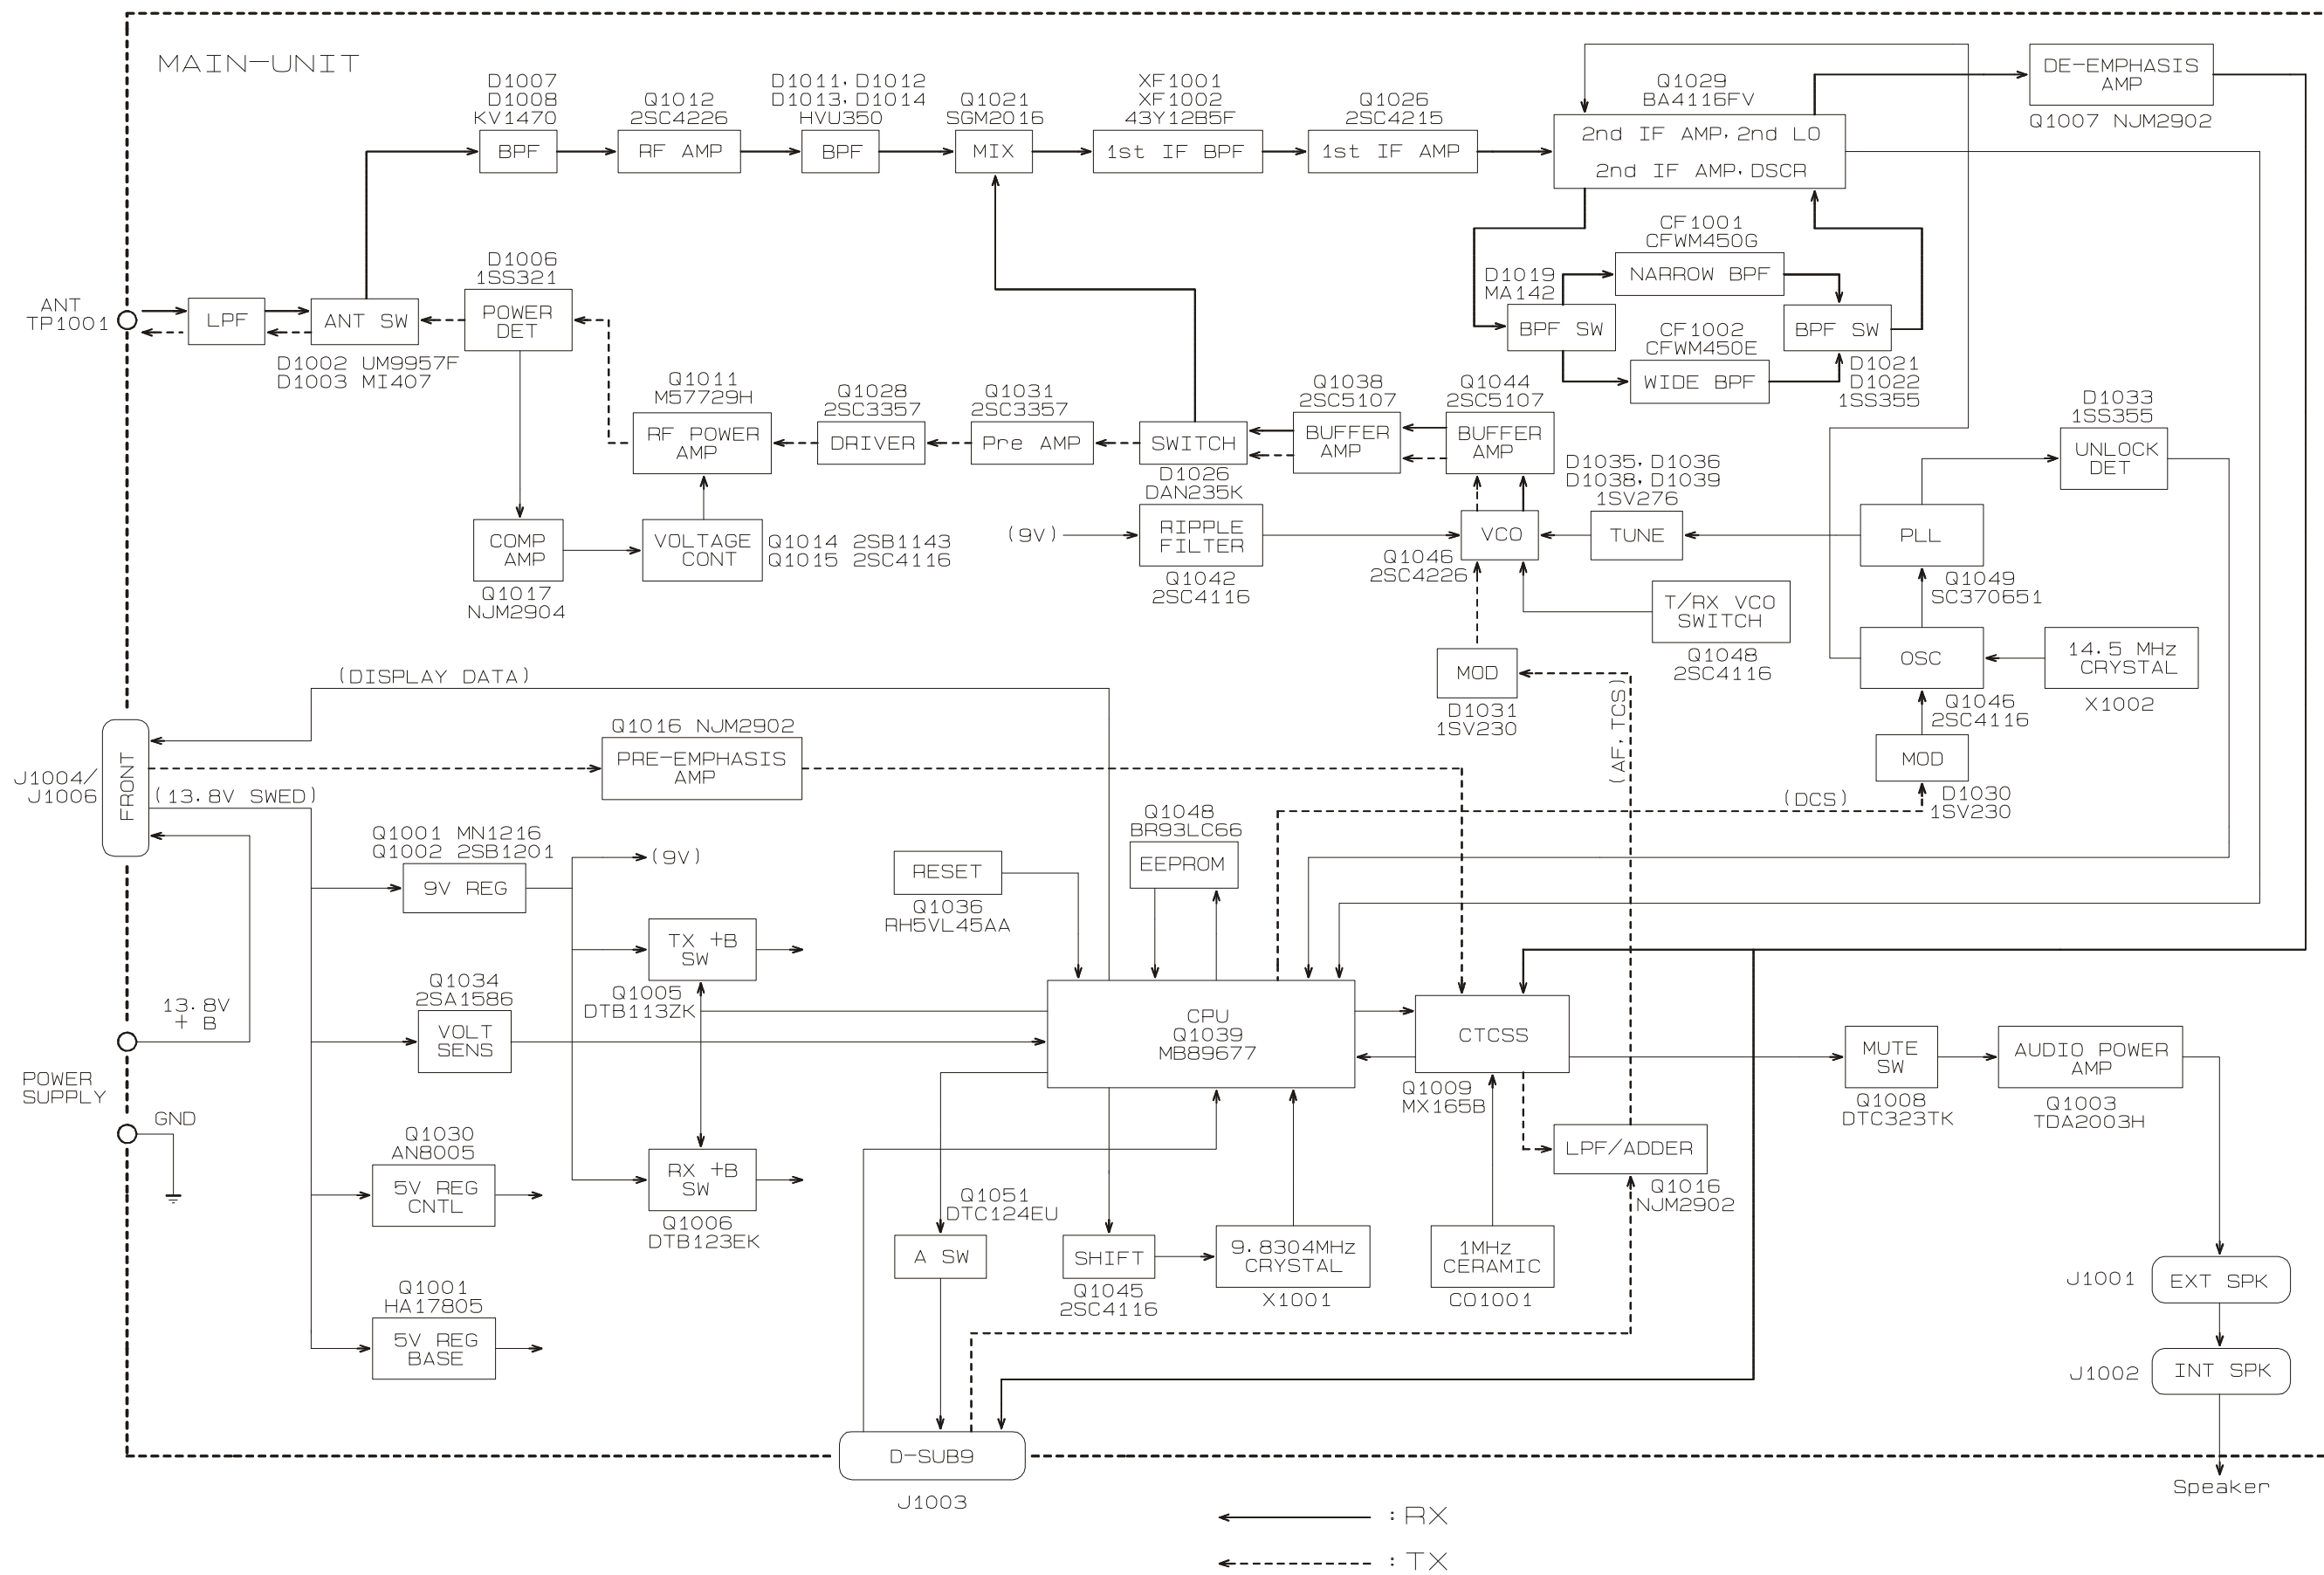 MAIN-UNIT
D1007
D1008
KV1470
BPF
Q1012
2SC4226
RF AMP
D1011, D1012
D1013, D1014
HVU350
BPF
Q1021
SGM2016
MIX
XF1001
XF1002
43Y12B5F
1st IF BPF
Q1026
2SC4215
1st IF AMP
Q1029
BA4116FV
2nd IF AMP, 2nd LO
2nd IF AMP, DSCR
DE-EMPHASIS
AMP
Q1007 NJM2902
CF1001
CFWM450G
NARROW BPF
D1019
MA142
BPF SW
CF1002
CFWM450E
WIDE BPF
BPF SW
D1021
D1022
1SS355
ANT
TP1001
LPF
ANT SW
D1002 UM9957F
D1003 MI407
D1006
1SS321
POWER
DET
Q1011
M57729H
RF POWER
AMP
Q1028
2SC3357
DRIVER
Q1031
2SC3357
Pre AMP
SWITCH
D1026
DAN235K
Q1038
2SC5107
BUFFER
AMP
Q1044
2SC5107
BUFFER
AMP
D1035, D1036
D1038, D1039
1SV276
TUNE
D1033
1SS355
UNLOCK
DET
COMP
AMP
Q1017
NJM2904
VOLTAGE
CONT
Q1014 2SB1143
Q1015 2SC4116
(9V)
RIPPLE
FILTER
Q1042
2SC4116
VCO
Q1046
2SC4226
PLL
Q1049
SC370651
T/RX VCO
SWITCH
Q1048
2SC4116
OSC
Q1046
2SC4116
14.5 MHz
CRYSTAL
X1002
MOD
D1031
1SV230
(AF, TCS)
MOD
D1030
1SV230
(DCS)
(DISPLAY DATA)
Q1016 NJM2902
PRE-EMPHASIS
AMP
J1004/
J1006
FRONT
(13.8V SWED)
Q1001 MN1216
Q1002 2SB1201
9V REG
(9V)
RESET
Q1036
RH5VL45AA
Q1048
BR93LC66
EEPROM
TX +B
SW
Q1005
DTB113ZK
Q1034
2SA1586
VOLT
SENS
13.8V
+ B
POWER
SUPPLY
GND
CPU
Q1039
MB89677
CTCSS
Q1009
MX165B
MUTE
SW
Q1008
DTC323TK
AUDIO POWER
AMP
Q1003
TDA2003H
LPF/ADDER
Q1016
NJM2902
Q1030
AN8005
5V REG
CNTL
RX +B
SW
Q1006
DTB123EK
Q1051
DTC124EU
A SW
SHIFT
Q1045
2SC4116
9.8304MHz
CRYSTAL
X1001
1MHz
CERAMIC
CO1001
Q1001
HA17805
5V REG
BASE
J1001
EXT SPK
J1002
INT SPK
Speaker
D-SUB9
J1003
: RX
: TX